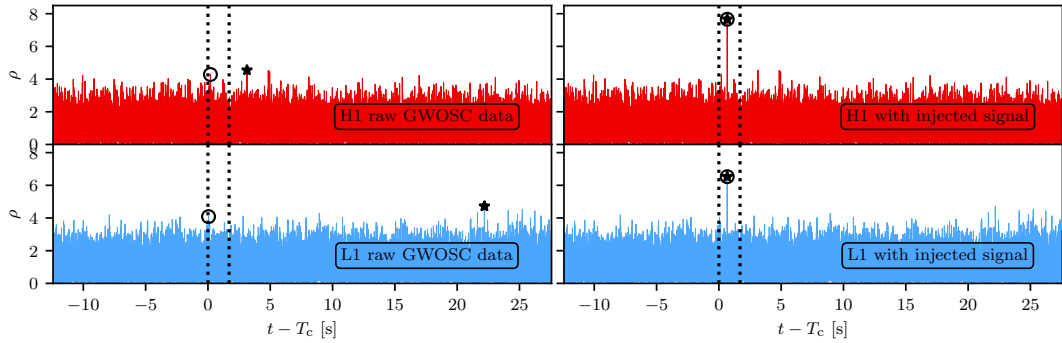 8
6
4
2
0
ρ
H1 raw GWOSC data
H1 with injected signal
8
6
4
2
0
ρ
L1 raw GWOSC data
L1 with injected signal
−10 −5 0 5 10 15 20 25
−10 −5 0 5 10 15 20 25
t − T_c [s]
t − T_c [s]